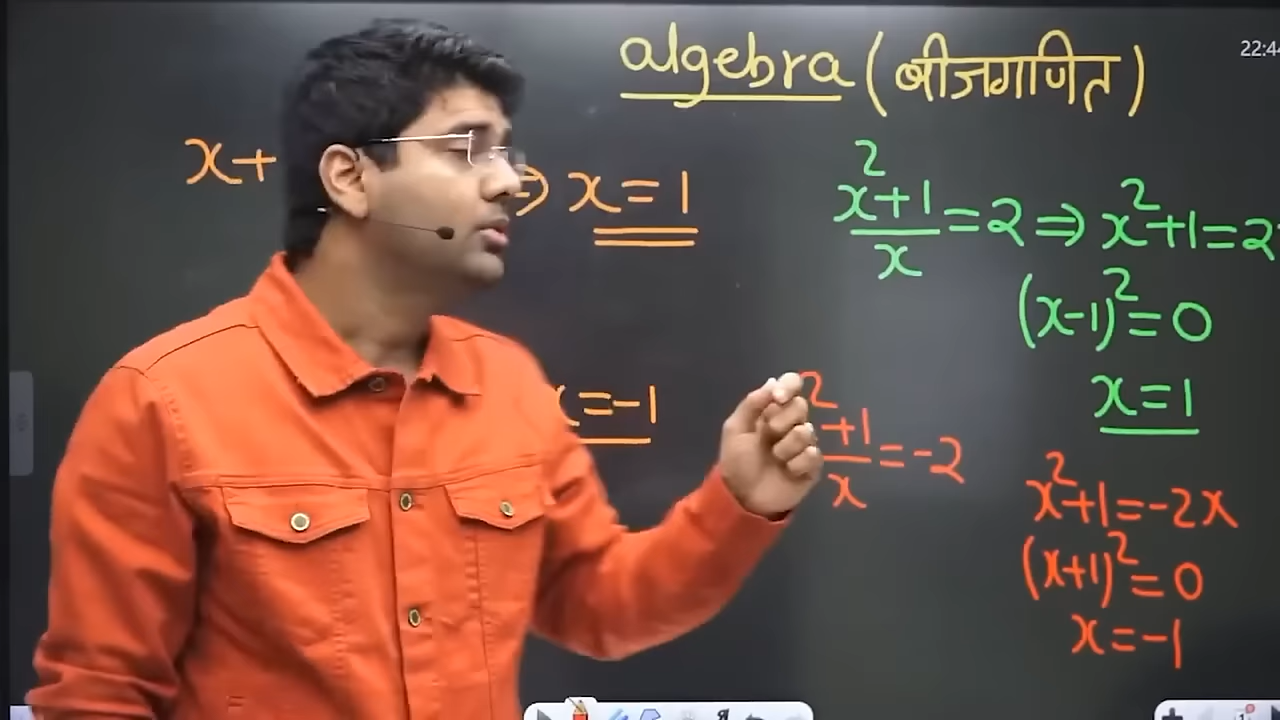 algebra (बीजगणित)
22:44
x+
⇒ x = 1
x²+1/x = 2 ⇒ x²+1=2
(x-1)² = 0
x = 1
=-1
²+1/x = -2
x²+1=-2x
(x+1)² = 0
x = -1